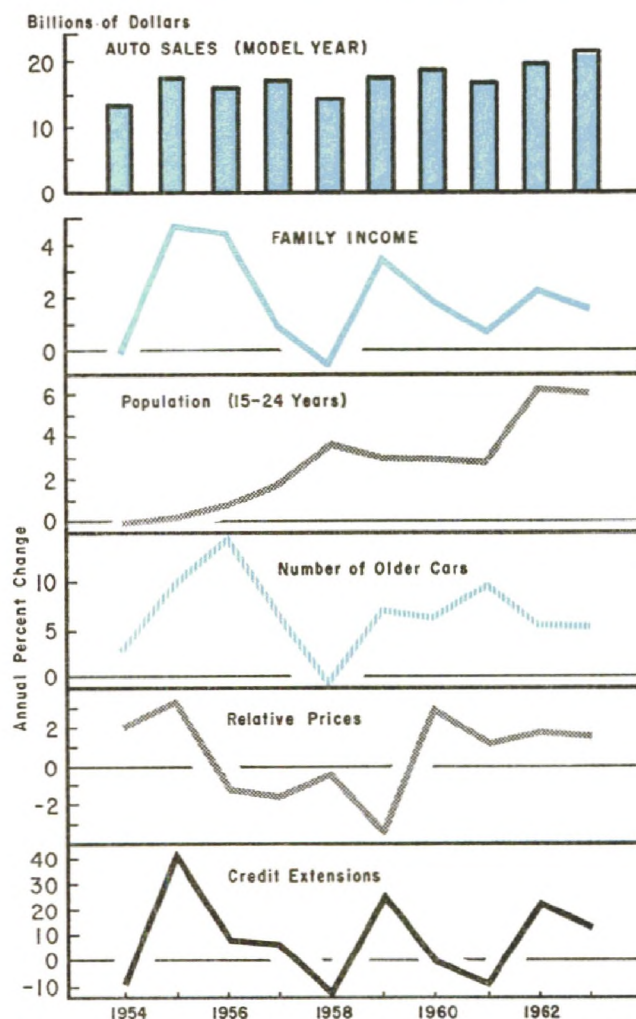 Billions of Dollars
AUTO SALES (MODEL YEAR)
20
10
0
FAMILY INCOME
4
2
0
Population (15-24 Years)
6
4
2
0
Number of Older Cars
10
5
0
Annual Percent Change
Relative Prices
2
0
-2
Credit Extensions
40
30
20
10
0
-10
1954 1956 1958 1960 1962